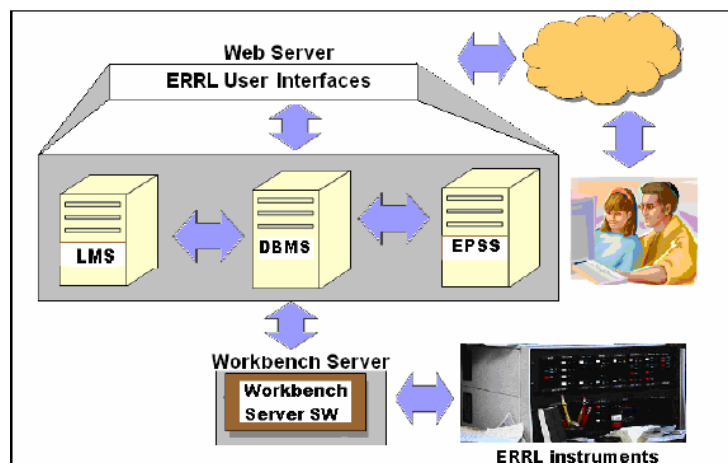 Web Server
ERRL User Interfaces
LMS
DBMS
EPSS
Workbench Server
Workbench
Server SW
ERRL instruments